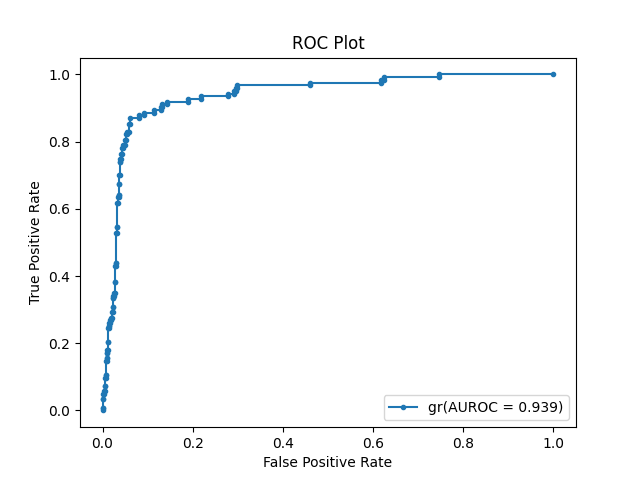 ROC Plot
True Positive Rate
1.0
0.8
0.6
0.4
0.2
0.0
0.0 0.2 0.4 0.6 0.8 1.0
False Positive Rate
gr(AUROC = 0.939)